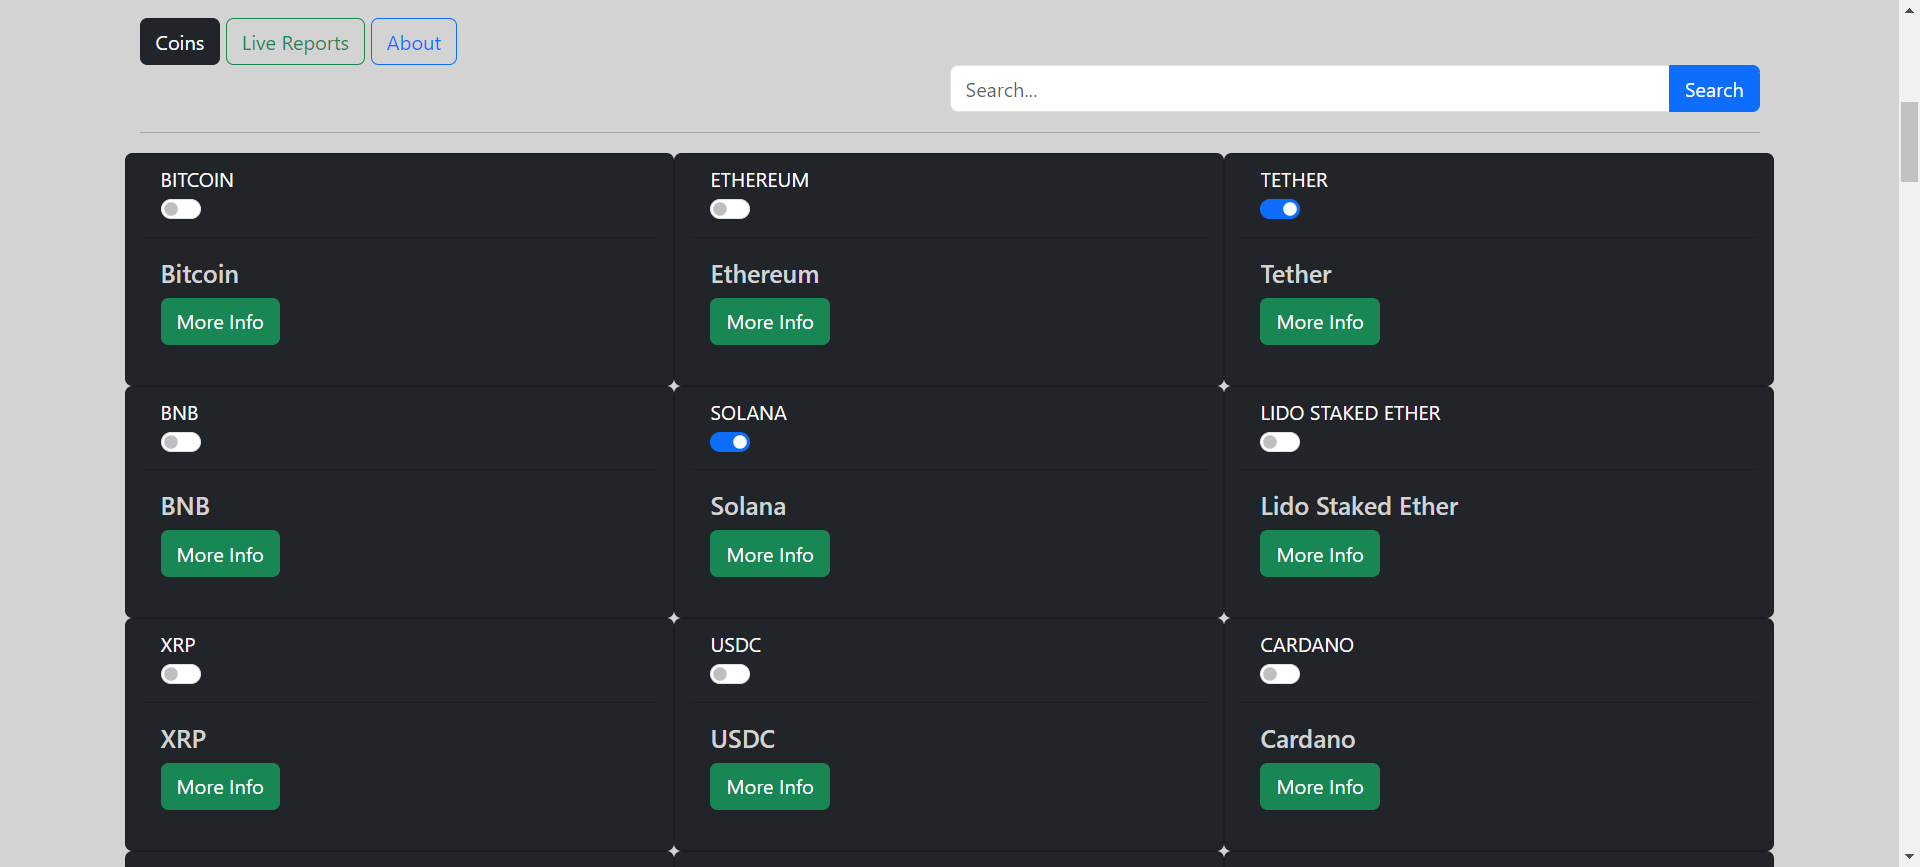 Coins Live Reports About
Search... Search
BITCOIN
Bitcoin
More Info
ETHEREUM
Ethereum
More Info
TETHER
Tether
More Info
BNB
BNB
More Info
SOLANA
Solana
More Info
LIDO STAKED ETHER
Lido Staked Ether
More Info
XRP
XRP
More Info
USDC
USDC
More Info
CARDANO
Cardano
More Info